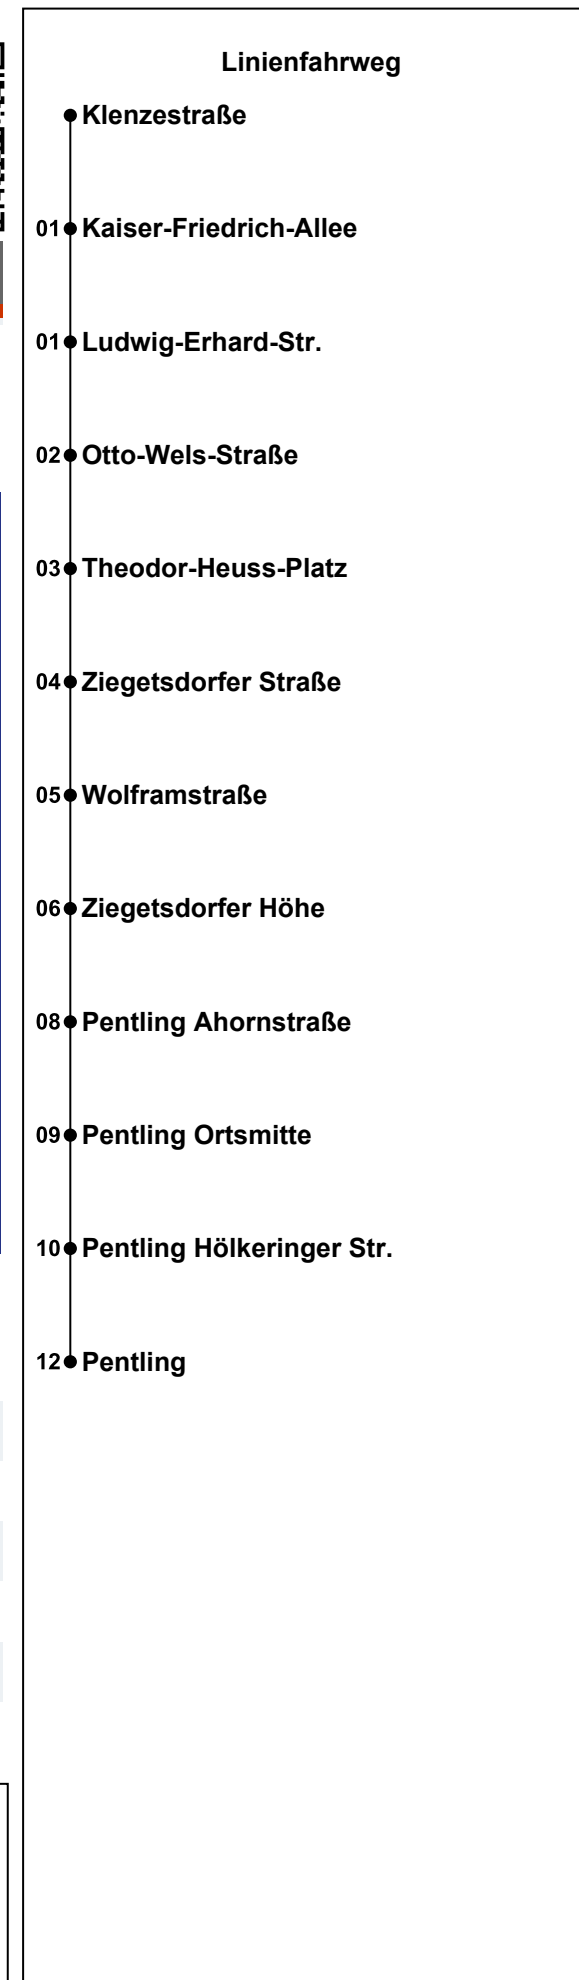 Linienfahrweg
Klenzestraße
01 Kaiser-Friedrich-Allee
01 Ludwig-Erhard-Str.
02 Otto-Wels-Straße
03 Theodor-Heuss-Platz
04 Ziegetsdorfer Straße
05 Wolframstraße
06 Ziegetsdorfer Höhe
08 Pentling Ahornstraße
09 Pentling Ortsmitte
10 Pentling Hölkeringer Str.
12 Pentling